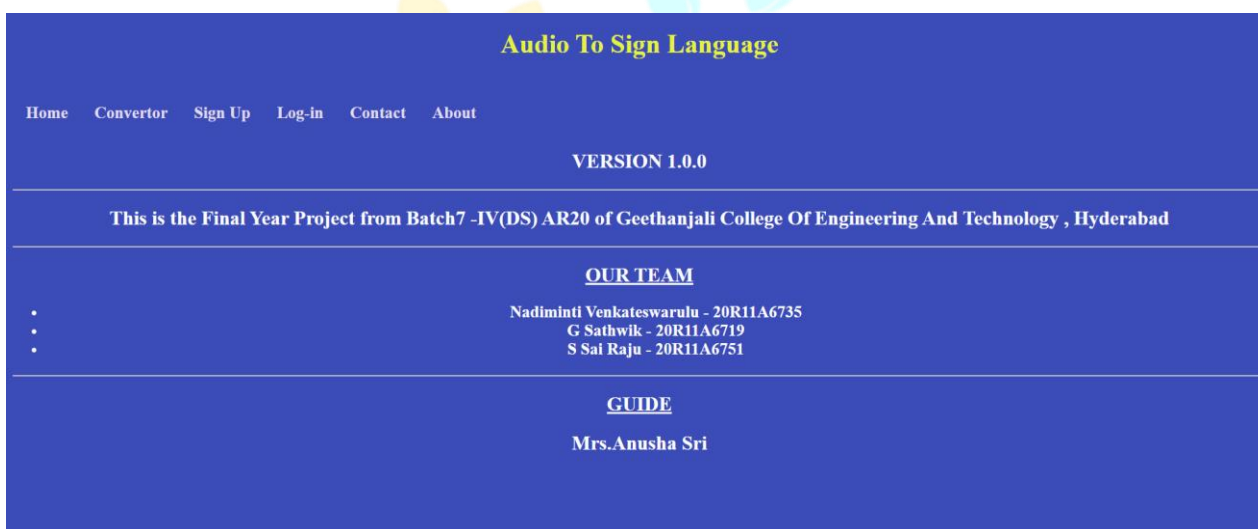 Audio To Sign Language
Home Convertor Sign Up Log-in Contact About
VERSION 1.0.0
This is the Final Year Project from Batch7 -IV(DS) AR20 of Geethanjali College Of Engineering And Technology , Hyderabad
OUR TEAM
• Nadiminti Venkateswarulu - 20R11A6735
• G Sathwik - 20R11A6719
• S Sai Raju - 20R11A6751
GUIDE
Mrs.Anusha Sri